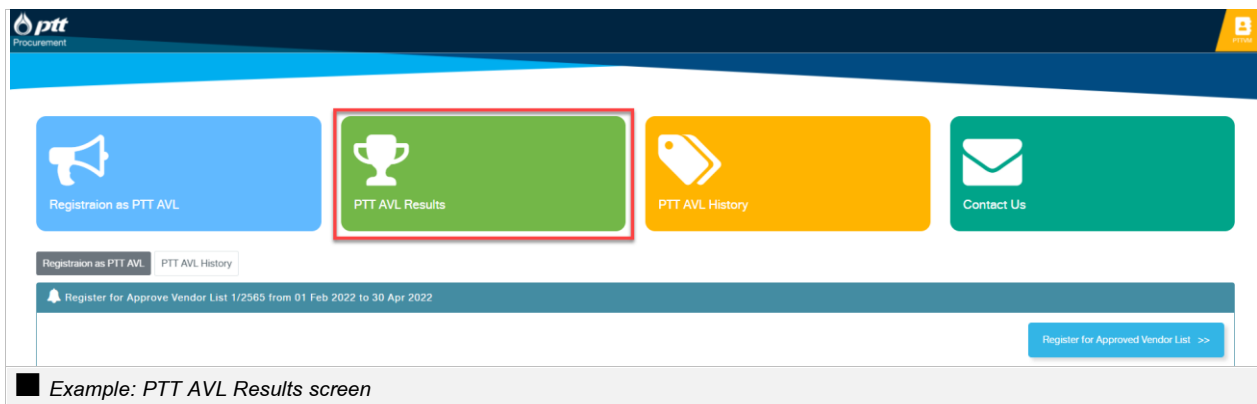 ptt
Procurement
PTTVM
Registraion as PTT AVL
PTT AVL Results
PTT AVL History
Contact Us
Registraion as PTT AVL
PTT AVL History
Register for Approve Vendor List 1/2565 from 01 Feb 2022 to 30 Apr 2022
Register for Approved Vendor List >>
Example: PTT AVL Results screen